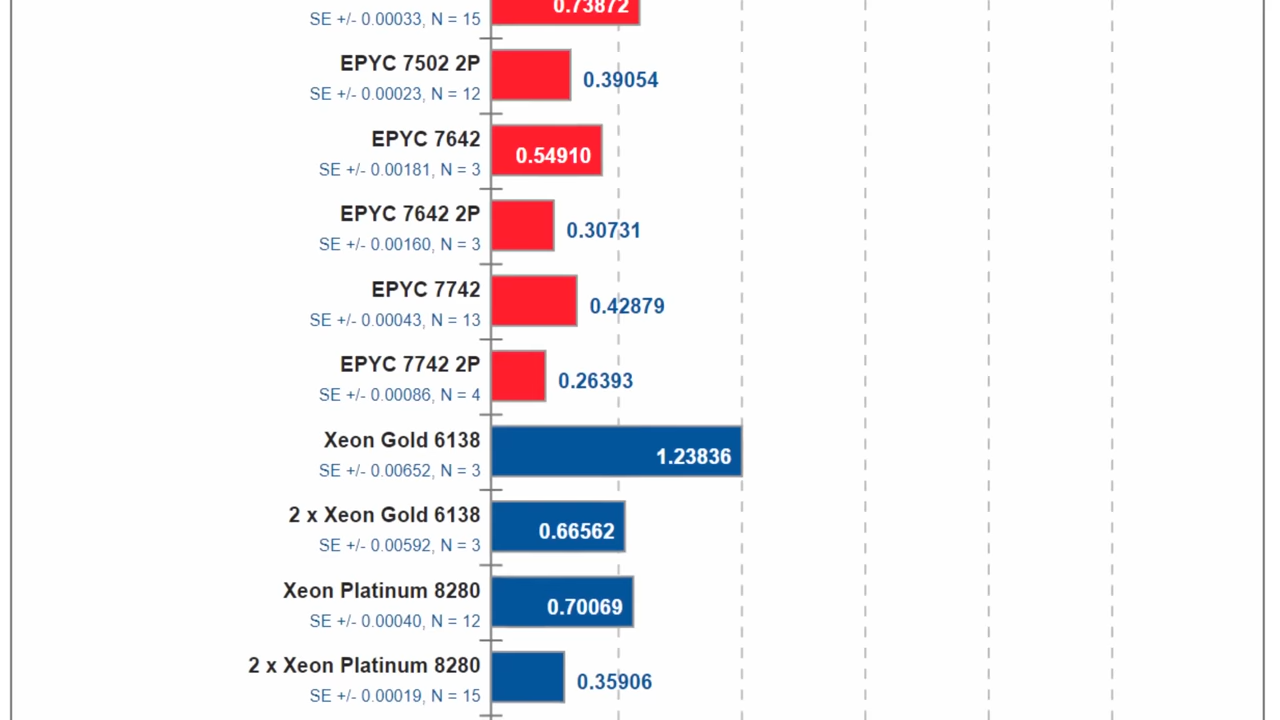 0.73872
SE +/- 0.00033, N = 15
EPYC 7502 2P
0.39054
SE +/- 0.00023, N = 12
EPYC 7642
0.54910
SE +/- 0.00181, N = 3
EPYC 7642 2P
0.30731
SE +/- 0.00160, N = 3
EPYC 7742
0.42879
SE +/- 0.00043, N = 13
EPYC 7742 2P
0.26393
SE +/- 0.00086, N = 4
Xeon Gold 6138
1.23836
SE +/- 0.00652, N = 3
2 x Xeon Gold 6138
0.66562
SE +/- 0.00592, N = 3
Xeon Platinum 8280
0.70069
SE +/- 0.00040, N = 12
2 x Xeon Platinum 8280
0.35906
SE +/- 0.00019, N = 15